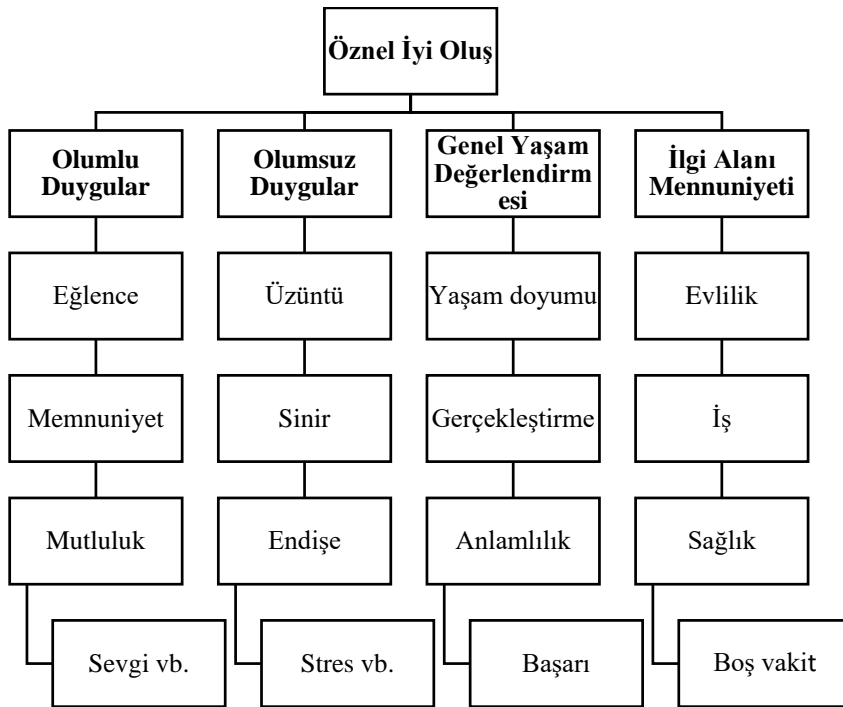 Öznel İyi Oluş
Olumlu
Duygular
Olumsuz
Duygular
Genel Yaşam
Değerlendirm
esi
İlgi Alanı
Mennuniyeti
Eğlence
Üzüntü
Yaşam doyumu
Evlilik
Memnuniyet
Sinir
Gerçekleştirme
İş
Mutluluk
Endişe
Anlamlılık
Sağlık
Sevgi vb.
Stres vb.
Başarı
Boş vakit